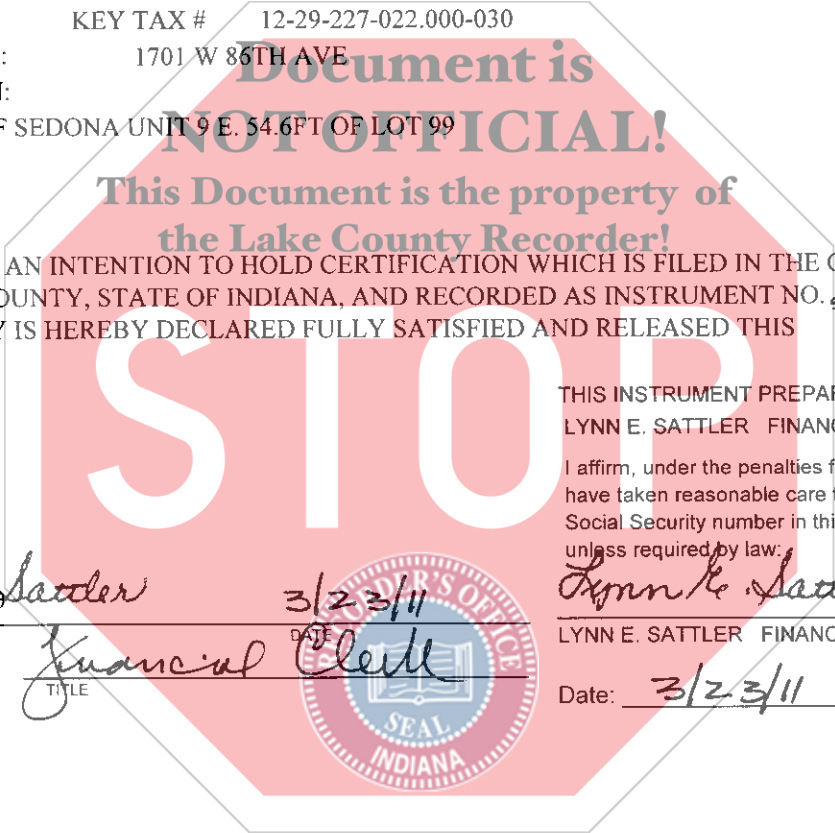 KEY TAX # 12-29-227-022.000-030
: 1701 W 86TH AVE
Document is
NOT OFFICIAL!
SEDONA UNIT 9 E. 54.6FT OF LOT 99
This Document is the property of
the Lake County Recorder!
AN INTENTION TO HOLD CERTIFICATION WHICH IS FILED IN THE
OUNTY, STATE OF INDIANA, AND RECORDED AS INSTRUMENT NO.
Y IS HEREBY DECLARED FULLY SATISFIED AND RELEASED THIS
STOP
THIS INSTRUMENT PREPAR
LYNN E. SATTLER FINANC
I affirm, under the penalties f
have taken reasonable care t
Social Security number in thi
unless required by law:
Sattler 3/23/11
Lynn E. Satt
DATE
LYNN E. SATTLER FINANC
Financial Clerk
TITLE
Date: 3/23/11
RECORDER'S OFFICE
SEAL
INDIANA